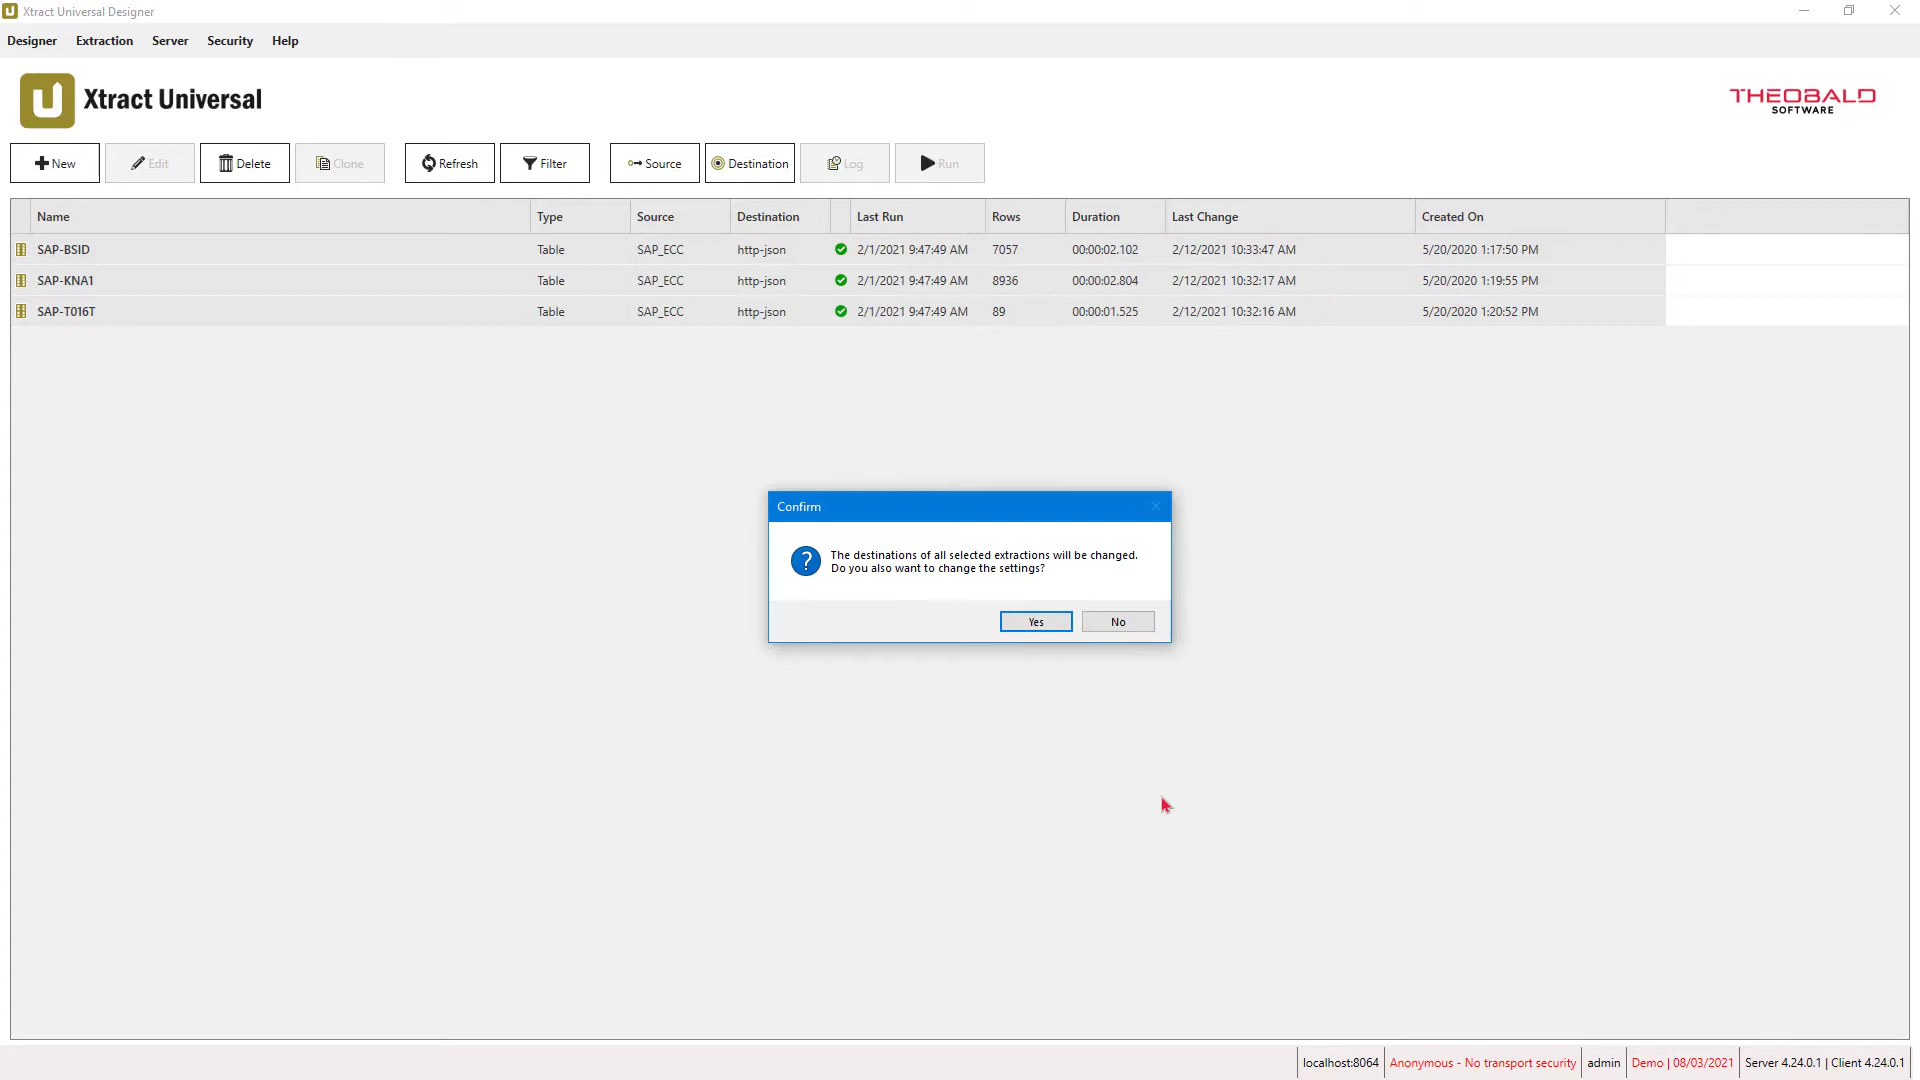 Xtract Universal Designer
Designer Extraction Server Security Help
Xtract Universal
THEOBALD
SOFTWARE
New Edit Delete Clone Refresh Filter Source Destination Log Run
Name Type Source Destination Last Run Rows Duration Last Change Created On
SAP-BSID Table SAP_ECC http-json 2/1/2021 9:47:49 AM 7057 00:00:02.102 2/12/2021 10:33:47 AM 5/20/2020 1:17:50 PM
SAP-KNA1 Table SAP_ECC http-json 2/1/2021 9:47:49 AM 8936 00:00:02.804 2/12/2021 10:32:17 AM 5/20/2020 1:19:55 PM
SAP-T016T Table SAP_ECC http-json 2/1/2021 9:47:49 AM 89 00:00:01.525 2/12/2021 10:32:16 AM 5/20/2020 1:20:52 PM
Confirm
The destinations of all selected extractions will be changed.
Do you also want to change the settings?
Yes No
localhost:8064 Anonymous - No transport security admin Demo | 08/03/2021 Server 4.24.0.1 | Client 4.24.0.1